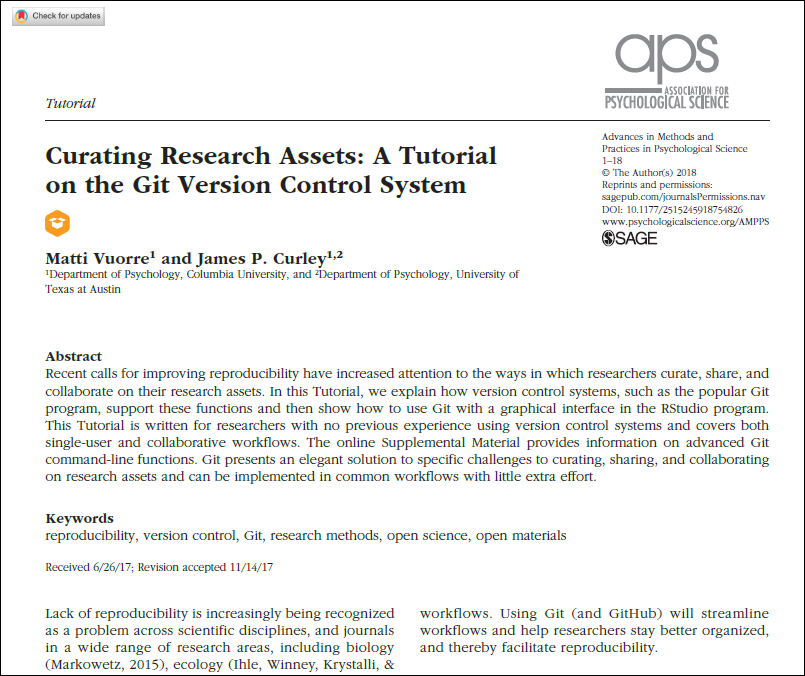 Check for updates
aps
ASSOCIATION FOR
PSYCHOLOGICAL SCIENCE
Tutorial
Curating Research Assets: A Tutorial
on the Git Version Control System
Matti Vuorre1 and James P. Curley1,2
1Department of Psychology, Columbia University, and 2Department of Psychology, University of
Texas at Austin
Advances in Methods and
Practices in Psychological Science
1–18
© The Author(s) 2018
Reprints and permissions:
sagepub.com/journalsPermissions.nav
DOI: 10.1177/2515245918754826
www.psychologicalscience.org/AMPPS
SAGE
Abstract
Recent calls for improving reproducibility have increased attention to the ways in which researchers curate, share, and
collaborate on their research assets. In this Tutorial, we explain how version control systems, such as the popular Git
program, support these functions and then show how to use Git with a graphical interface in the RStudio program.
This Tutorial is written for researchers with no previous experience using version control systems and covers both
single-user and collaborative workflows. The online Supplemental Material provides information on advanced Git
command-line functions. Git presents an elegant solution to specific challenges to curating, sharing, and collaborating
on research assets and can be implemented in common workflows with little extra effort.
Keywords
reproducibility, version control, Git, research methods, open science, open materials
Received 6/26/17; Revision accepted 11/14/17
Lack of reproducibility is increasingly being recognized
as a problem across scientific disciplines, and journals
in a wide range of research areas, including biology
(Markowetz, 2015), ecology (Ihle, Winney, Krystalli, &
workflows. Using Git (and GitHub) will streamline
workflows and help researchers stay better organized,
and thereby facilitate reproducibility.